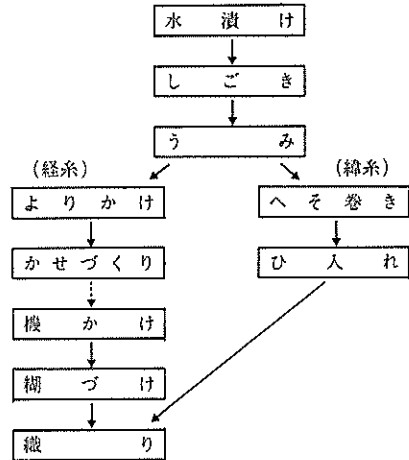 水漬け
しごき
うみ
(経糸)
(緯糸)
よりかけ
へそ巻き
かせづくり
ひ入れ
機かけ
糊づけ
織り